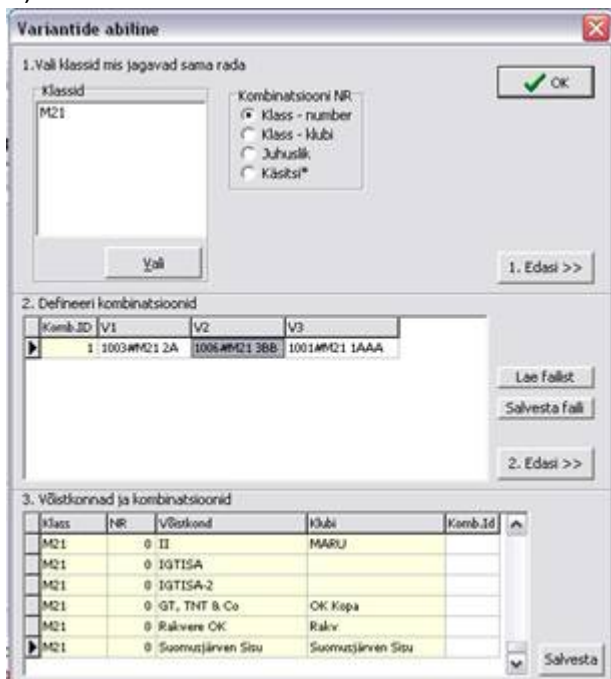 Variantide abiline
1. Vali klassid mis jagavad sama rada
Klassid
M21
Vali
Kombinatsiooni NR
Klass - number
Klass - klubi
Juhuslik
Käsitsi*
OK
1. Edasi >>
2. Defineeri kombinatsioonid
Komb.ID V1 V2 V3
1 1003#M21 2A 1006#M21 3BB 1001#M21 1AAA
Lae failist
Salvesta faili
2. Edasi >>
3. Võistkonnad ja kombinatsioonid
Klass NR Võistkond Klubi Komb.Id
M21 0 II MARU
M21 0 IGTISA
M21 0 IGTISA-2
M21 0 GT, TNT & Co OK Kopa
M21 0 Rakvere OK Rakv
M21 0 Suomusjärven Sisu Suomusjärven Sisu
Salvesta